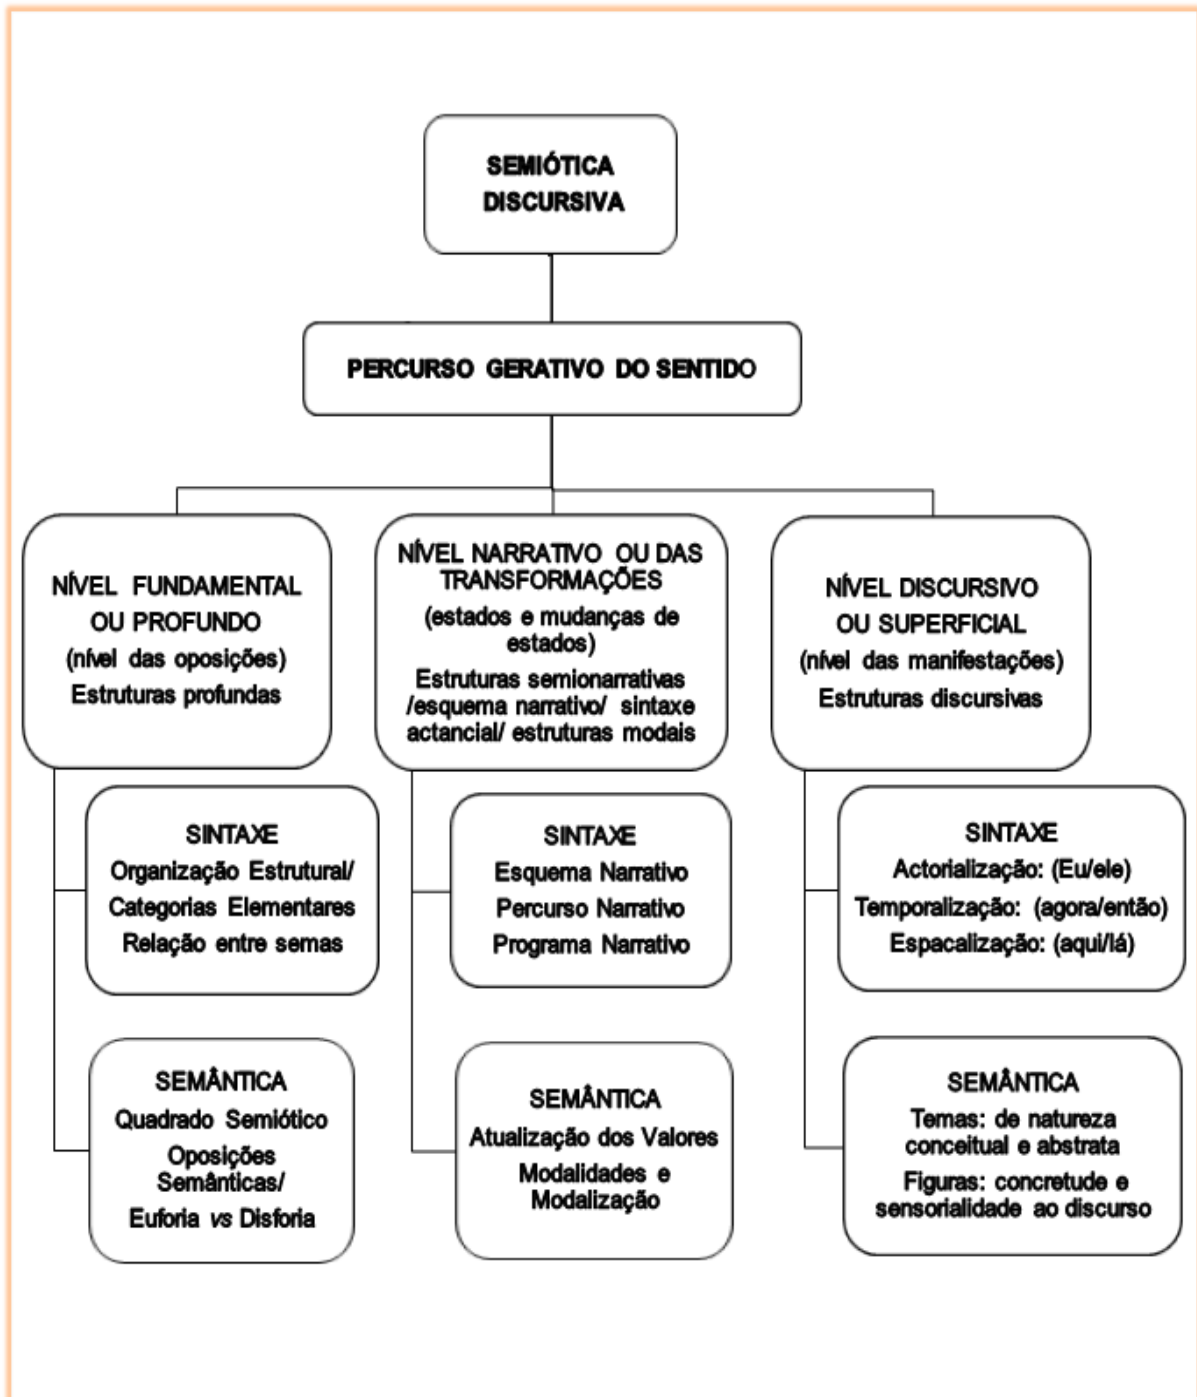 SEMIÓTICA
DISCURSIVA
PERCURSO GERATIVO DO SENTIDO
NÍVEL FUNDAMENTAL
OU PROFUNDO
(nível das oposições)
Estruturas profundas
SINTAXE
Organização Estrutural/
Categorias Elementares
Relação entre semas
SEMÂNTICA
Quadrado Semiótico
Oposições
Semânticas/
Euforia vs Disforia
NÍVEL NARRATIVO OU DAS
TRANSFORMAÇÕES
(estados e mudanças de
estados)
Estruturas semionarrativas
/esquema narrativo/ sintaxe
actancial/ estruturas modais
SINTAXE
Esquema Narrativo
Percurso Narrativo
Programa Narrativo
SEMÂNTICA
Atualização dos Valores
Modalidades e
Modalização
NÍVEL DISCURSIVO
OU SUPERFICIAL
(nível das manifestações)
Estruturas discursivas
SINTAXE
Actorialização: (Eu/ele)
Temporalização: (agora/então)
Espacalização: (aqui/lá)
SEMÂNTICA
Temas: de natureza
conceitual e abstrata
Figuras: concretude e
sensorialidade ao discurso